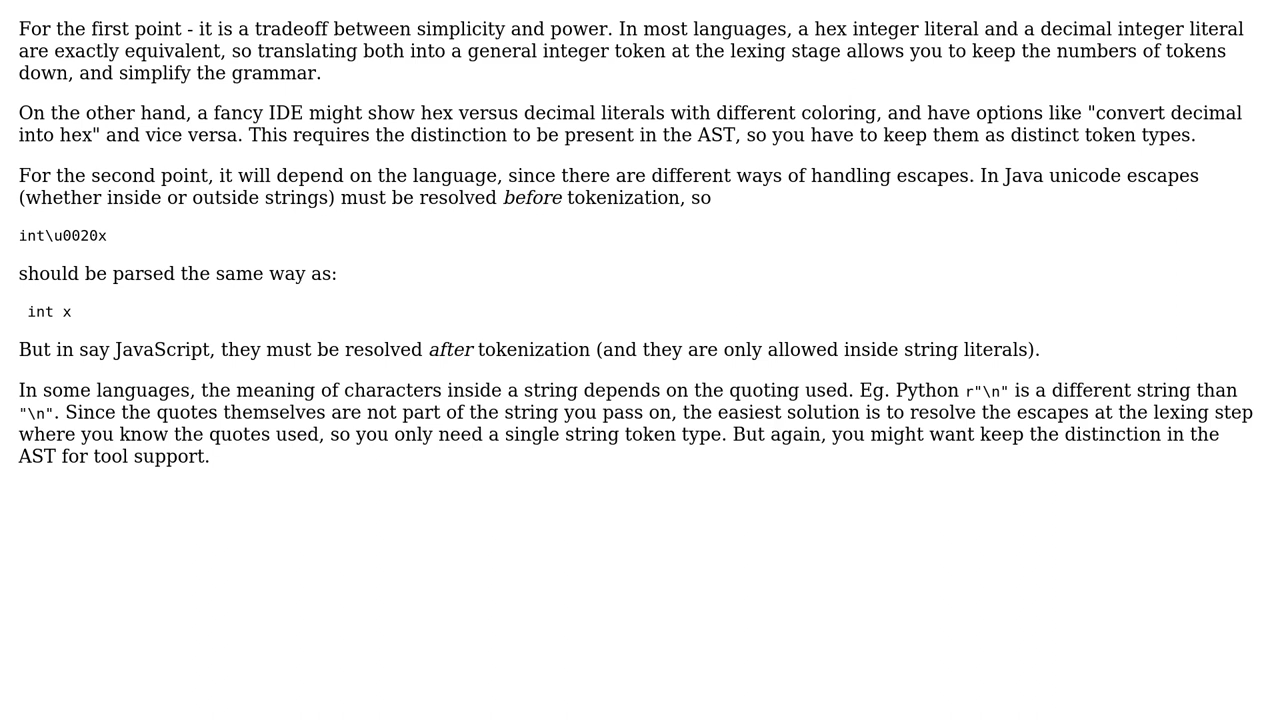 For the first point - it is a tradeoff between simplicity and power. In most languages, a hex integer literal and a decimal integer literal
are exactly equivalent, so translating both into a general integer token at the lexing stage allows you to keep the numbers of tokens
down, and simplify the grammar.
On the other hand, a fancy IDE might show hex versus decimal literals with different coloring, and have options like "convert decimal
into hex" and vice versa. This requires the distinction to be present in the AST, so you have to keep them as distinct token types.
For the second point, it will depend on the language, since there are different ways of handling escapes. In Java unicode escapes
(whether inside or outside strings) must be resolved before tokenization, so
int\u0020x
should be parsed the same way as:
int x
But in say JavaScript, they must be resolved after tokenization (and they are only allowed inside string literals).
In some languages, the meaning of characters inside a string depends on the quoting used. Eg. Python r"\n" is a different string than
"\n". Since the quotes themselves are not part of the string you pass on, the easiest solution is to resolve the escapes at the lexing step
where you know the quotes used, so you only need a single string token type. But again, you might want keep the distinction in the
AST for tool support.